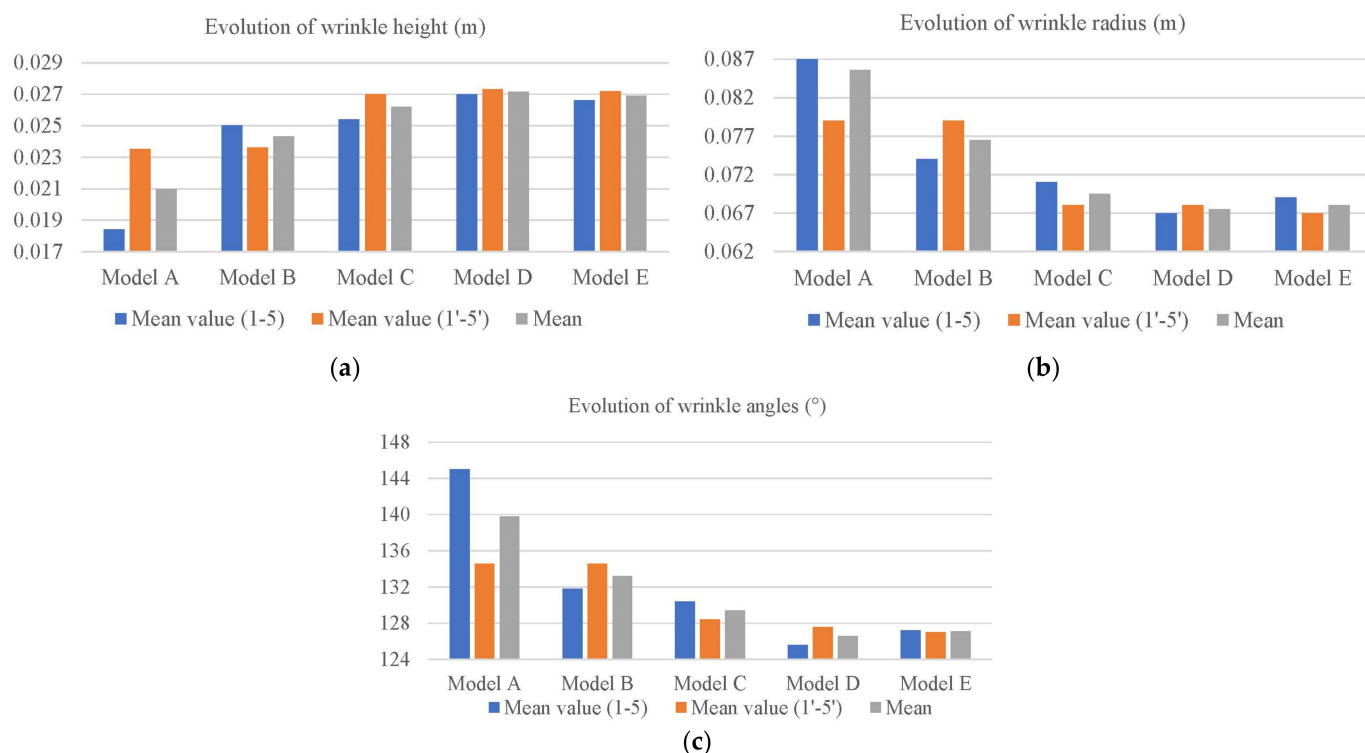 Evolution of wrinkle height (m)
0.029
0.027
0.025
0.023
0.021
0.019
0.017
Model A Model B Model C Model D Model E
Mean value (1-5) Mean value (1'-5') Mean
(a)
Evolution of wrinkle radius (m)
0.087
0.082
0.077
0.072
0.067
0.062
Model A Model B Model C Model D Model E
Mean value (1-5) Mean value (1'-5') Mean
(b)
Evolution of wrinkle angles (°)
148
144
140
136
132
128
124
Model A Model B Model C Model D Model E
Mean value (1-5) Mean value (1'-5') Mean
(c)